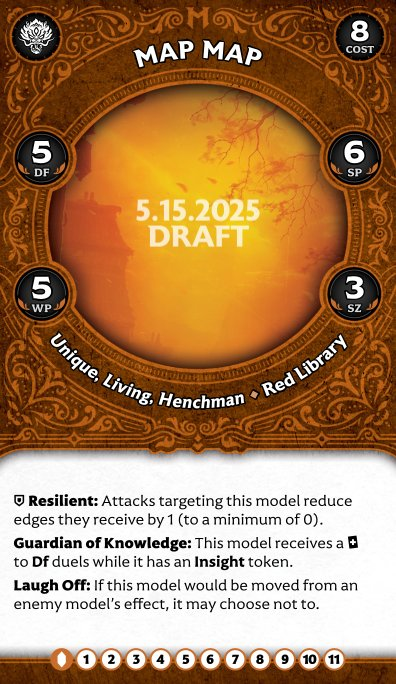 MAP MAP
8
COST
5
DF
6
SP
5.15.2025
DRAFT
5
WP
3
SZ
Unique, Living, Henchman ◆ Red Library
Resilient: Attacks targeting this model reduce
edges they receive by 1 (to a minimum of 0).
Guardian of Knowledge: This model receives a
to Df duels while it has an Insight token.
Laugh Off: If this model would be moved from an
enemy model's effect, it may choose not to.
1 2 3 4 5 6 7 8 9 10 11